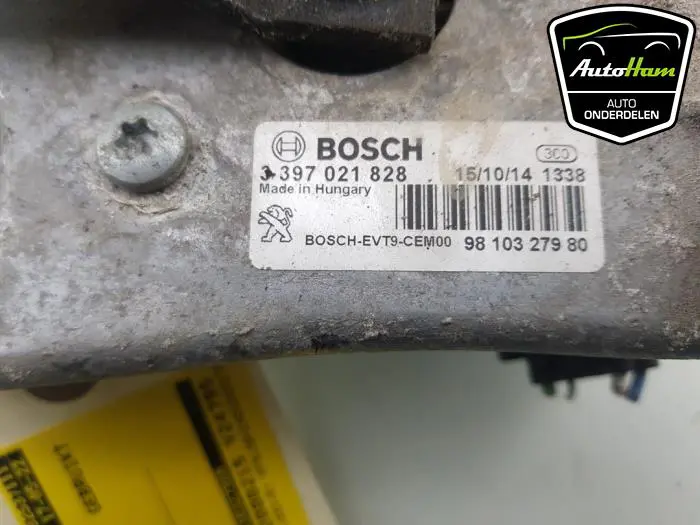 AutoHam
AUTO
ONDERDELEN
BOSCH
3CO
3 397 021 828
15/10/14 1338
Made in Hungary
BOSCH-EVT9-CEM00
98 103 279 80